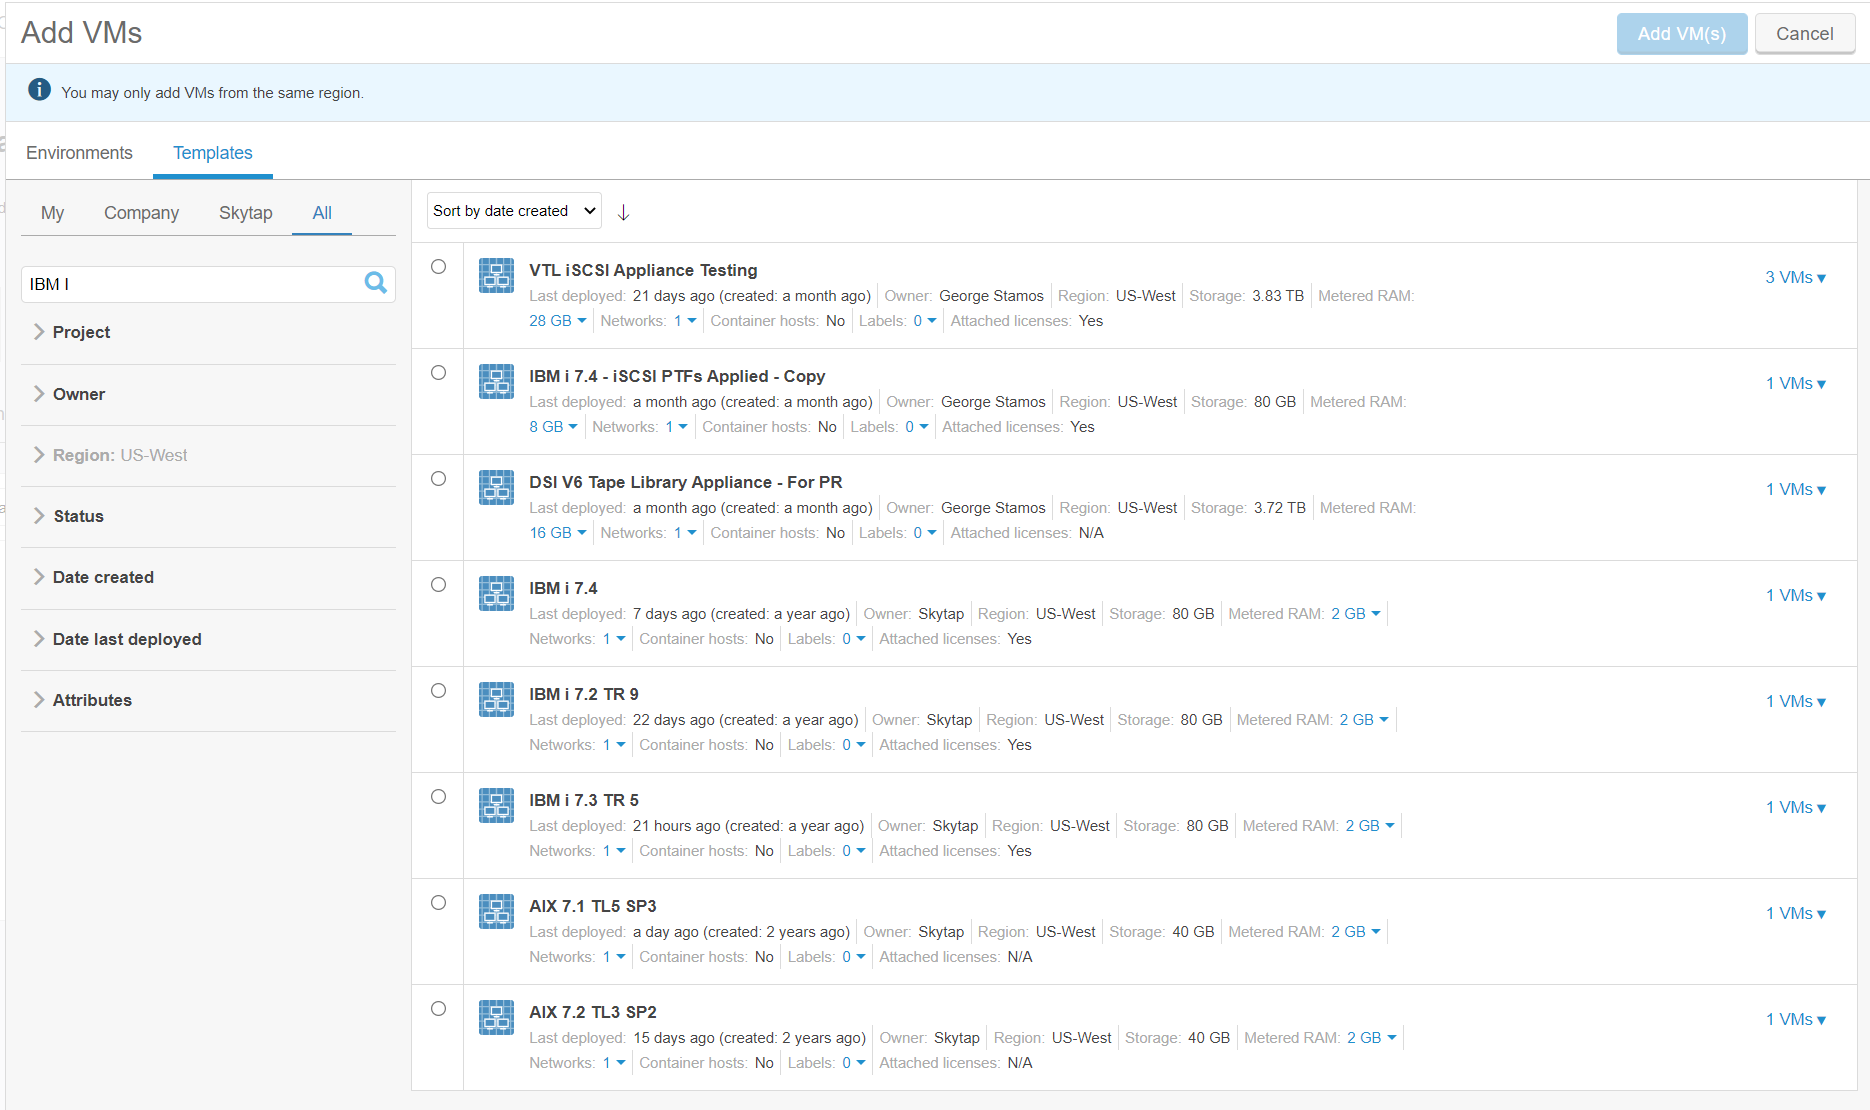 Add VMs
Add VM(s)
Cancel
You may only add VMs from the same region.
Environments
Templates
My
Company
Skytap
All
IBM I
Project
Owner
Region: US-West
Status
Date created
Date last deployed
Attributes
Sort by date created
VTL iSCSI Appliance Testing
3 VMs
Last deployed: 21 days ago (created: a month ago) Owner: George Stamos Region: US-West Storage: 3.83 TB Metered RAM:
28 GB Networks: 1 Container hosts: No Labels: 0 Attached licenses: Yes
IBM i 7.4 - iSCSI PTFs Applied - Copy
1 VMs
Last deployed: a month ago (created: a month ago) Owner: George Stamos Region: US-West Storage: 80 GB Metered RAM:
8 GB Networks: 1 Container hosts: No Labels: 0 Attached licenses: Yes
DSI V6 Tape Library Appliance - For PR
1 VMs
Last deployed: a month ago (created: a month ago) Owner: George Stamos Region: US-West Storage: 3.72 TB Metered RAM:
16 GB Networks: 1 Container hosts: No Labels: 0 Attached licenses: N/A
IBM i 7.4
1 VMs
Last deployed: 7 days ago (created: a year ago) Owner: Skytap Region: US-West Storage: 80 GB Metered RAM: 2 GB
Networks: 1 Container hosts: No Labels: 0 Attached licenses: Yes
IBM i 7.2 TR 9
1 VMs
Last deployed: 22 days ago (created: a year ago) Owner: Skytap Region: US-West Storage: 80 GB Metered RAM: 2 GB
Networks: 1 Container hosts: No Labels: 0 Attached licenses: Yes
IBM i 7.3 TR 5
1 VMs
Last deployed: 21 hours ago (created: a year ago) Owner: Skytap Region: US-West Storage: 80 GB Metered RAM: 2 GB
Networks: 1 Container hosts: No Labels: 0 Attached licenses: Yes
AIX 7.1 TL5 SP3
1 VMs
Last deployed: a day ago (created: 2 years ago) Owner: Skytap Region: US-West Storage: 40 GB Metered RAM: 2 GB
Networks: 1 Container hosts: No Labels: 0 Attached licenses: N/A
AIX 7.2 TL3 SP2
1 VMs
Last deployed: 15 days ago (created: 2 years ago) Owner: Skytap Region: US-West Storage: 40 GB Metered RAM: 2 GB
Networks: 1 Container hosts: No Labels: 0 Attached licenses: N/A